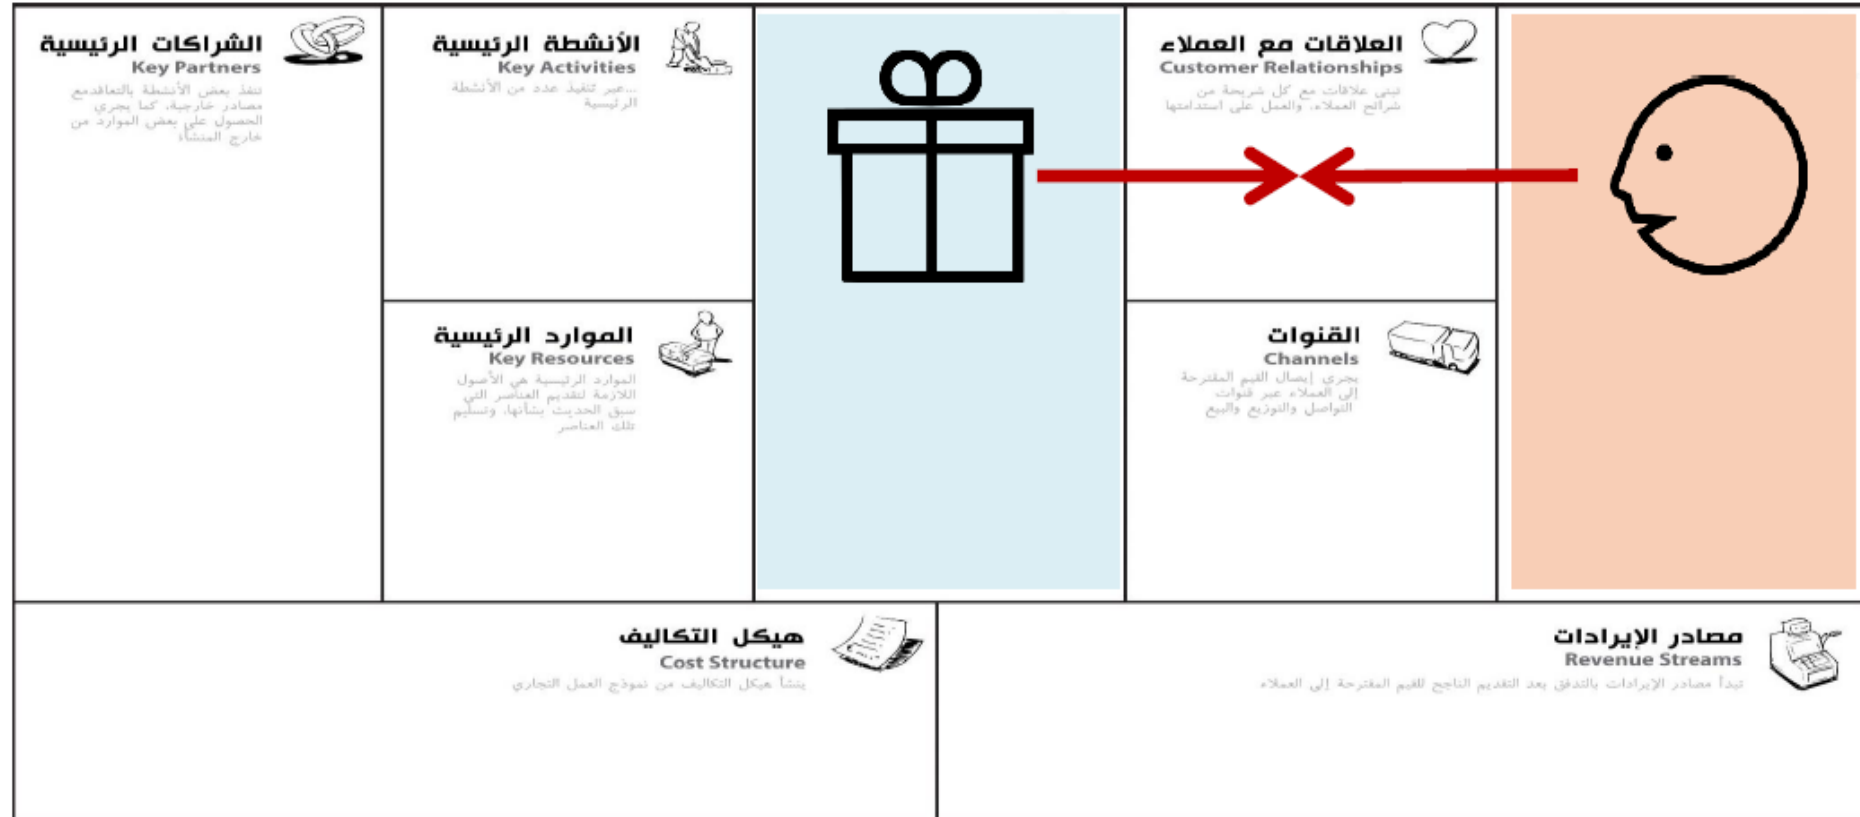 الشراكات الرئيسية
Key Partners
تنفذ بعض الأنشطة بالتعاقدمع
مصادر خارجية، كما يجري
الحصول على بعض الموارد من
خارج المنشأة
الأنشطة الرئيسية
Key Activities
...عبر تنفيذ عدد من الأنشطة
الرئيسية
الموارد الرئيسية
Key Resources
الموارد الرئيسية هي الأصول
اللازمة لتقديم العناصر التي
سبق الحديث بشأنها، وتسليم
تلك العناصر
العلاقات مع العملاء
Customer Relationships
تبنى علاقات مع كل شريحة من
شرائح العملاء، والعمل على استدامتها
القنوات
Channels
يجري إيصال القيم المقترحة
إلى العملاء عبر قنوات
التواصل والتوزيع والبيع
هيكل التكاليف
Cost Structure
ينشأ هيكل التكاليف من نموذج العمل التجاري
مصادر الإيرادات
Revenue Streams
تبدأ مصادر الإيرادات بالتدفق بعد التقديم الناجح للقيم المقترحة إلى العملاء